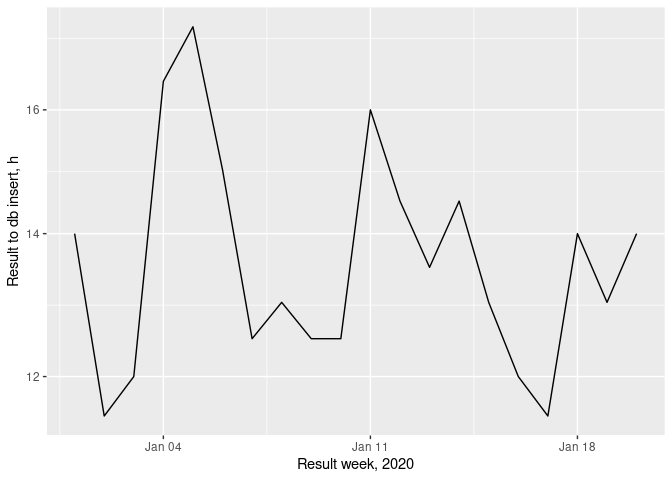 Result to db insert, h
16
14
12
Jan 04
Jan 11
Jan 18
Result week, 2020